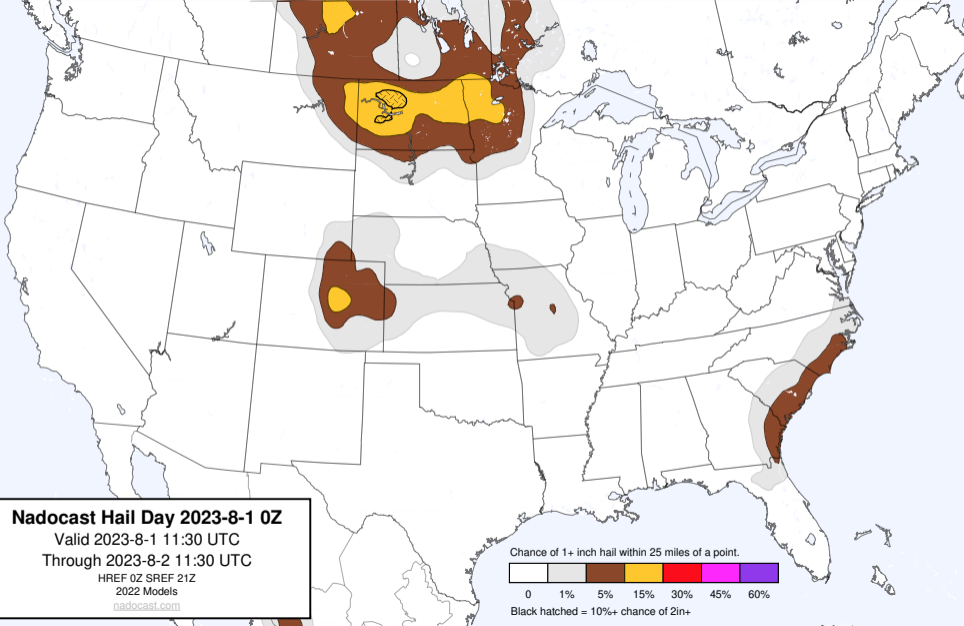 Nadocast Hail Day 2023-8-1 0Z
Valid 2023-8-1 11:30 UTC
Through 2023-8-2 11:30 UTC
HREF 0Z SREF 21Z
2022 Models
nadocast.com
Chance of 1+ inch hail within 25 miles of a point.
0 1% 5% 15% 30% 45% 60%
Black hatched = 10%+ chance of 2in+